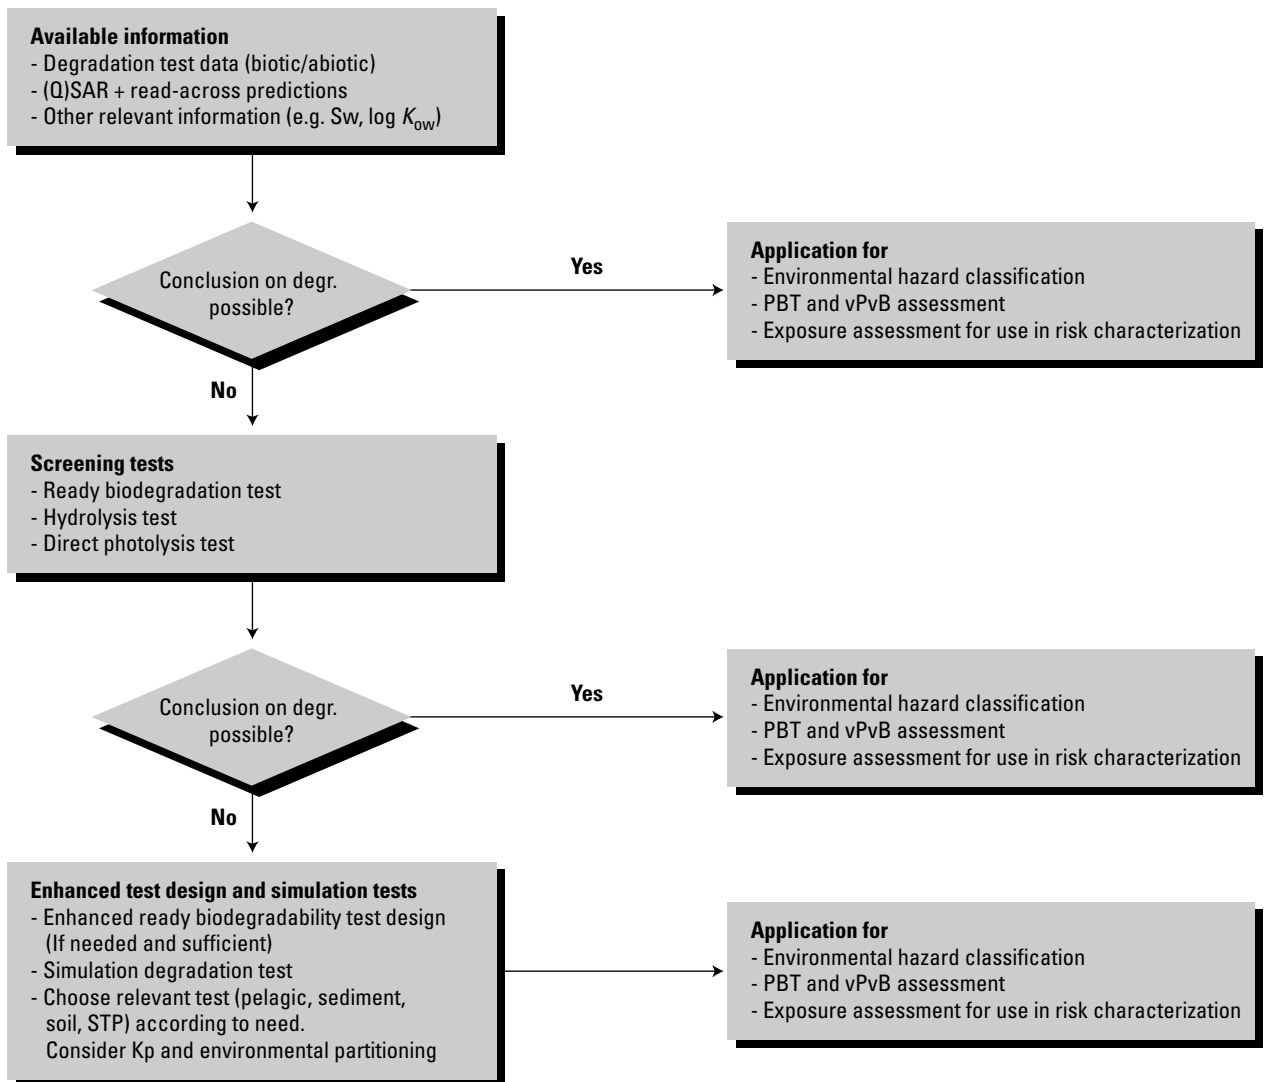 Available information
- Degradation test data (biotic/abiotic)
- (Q)SAR + read-across predictions
- Other relevant information (e.g. Sw, log Kow)
Conclusion on degr.
possible?
Yes
Application for
- Environmental hazard classification
- PBT and vPvB assessment
- Exposure assessment for use in risk characterization
No
Screening tests
- Ready biodegradation test
- Hydrolysis test
- Direct photolysis test
Conclusion on degr.
possible?
Yes
Application for
- Environmental hazard classification
- PBT and vPvB assessment
- Exposure assessment for use in risk characterization
No
Enhanced test design and simulation tests
- Enhanced ready biodegradability test design
(If needed and sufficient)
- Simulation degradation test
- Choose relevant test (pelagic, sediment,
soil, STP) according to need.
Consider Kp and environmental partitioning
Application for
- Environmental hazard classification
- PBT and vPvB assessment
- Exposure assessment for use in risk characterization